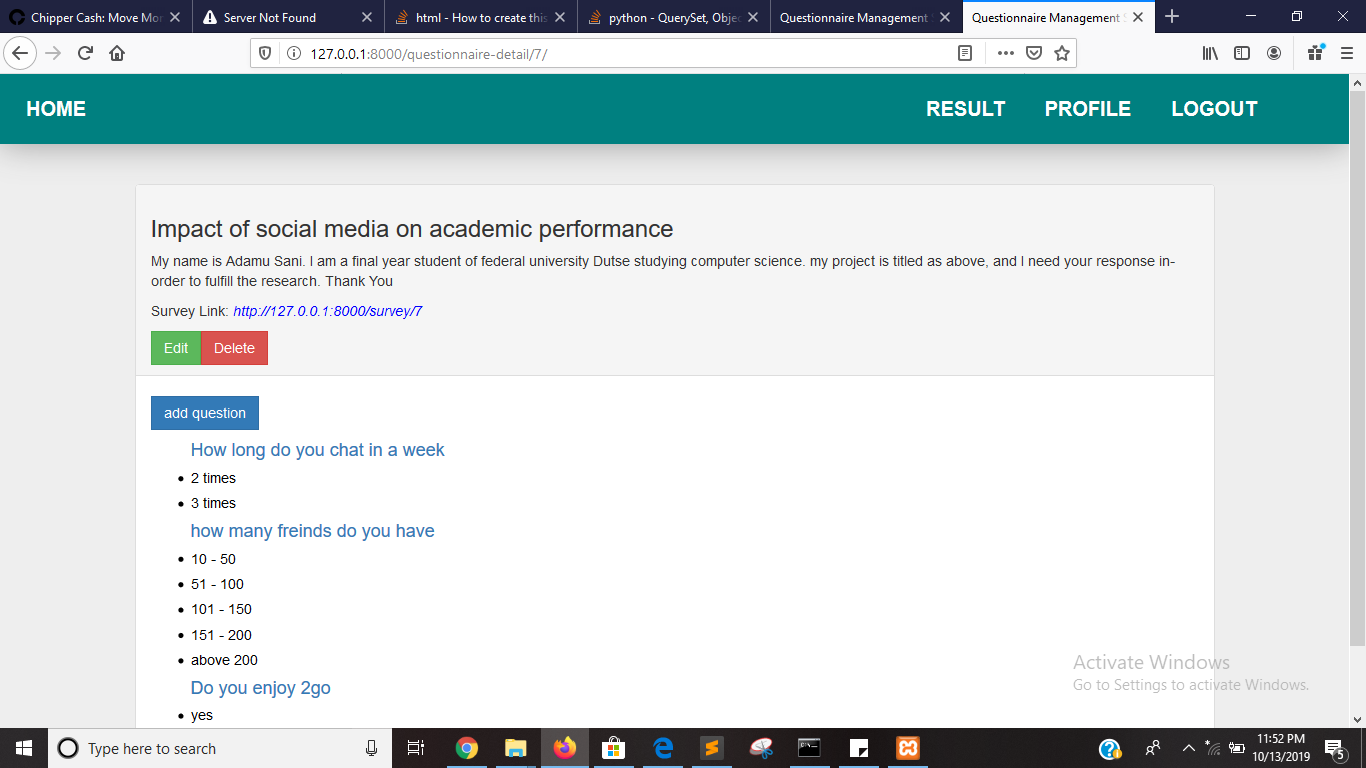 Chipper Cash: Move Mor
Server Not Found
html - How to create this
python - QuerySet, Objec
Questionnaire Management S
Questionnaire Management S
127.0.0.1:8000/questionnaire-detail/7/
HOME
RESULT
PROFILE
LOGOUT
Impact of social media on academic performance
My name is Adamu Sani. I am a final year student of federal university Dutse studying computer science. my project is titled as above, and I need your response in-
order to fulfill the research. Thank You
Survey Link: http://127.0.0.1:8000/survey/7
Edit
Delete
add question
How long do you chat in a week
2 times
3 times
how many freinds do you have
10 - 50
51 - 100
101 - 150
151 - 200
above 200
Do you enjoy 2go
yes
Activate Windows
Go to Settings to activate Windows.
Type here to search
11:52 PM
10/13/2019
5